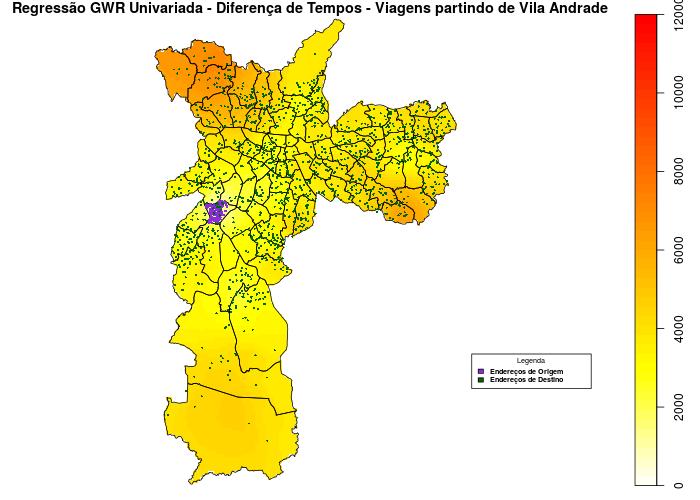 Regressão GWR Univariada - Diferença de Tempos - Viagens partindo de Vila Andrade
12000
10000
8000
6000
4000
2000
0
Legenda
Endereços de Origem
Endereços de Destino